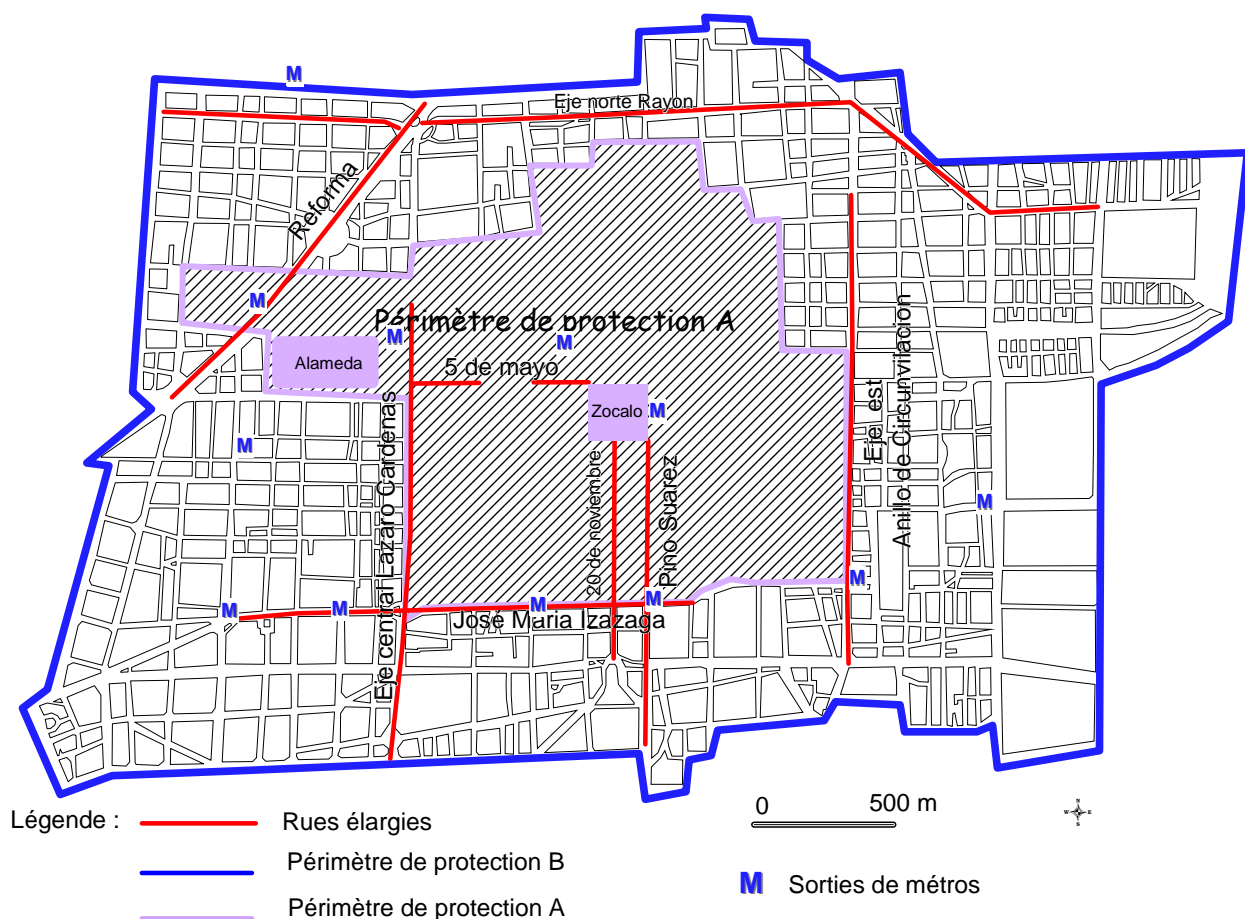 M
Eje norte Rayon
Reforma
M
Périmètre de protection A
M
M
Alameda
5 de mayo
Zocalo
M
M
Eje central Lazaro Cardenas
20 de noviembre
Pino Suarez
Eje 1 est
Anillo de Circunvilacion
M
M
M
M
M
M
José Maria Izazaga
Légende :
Rues élargies
Périmètre de protection B
Périmètre de protection A
0 500 m
N
W E
S
M Sorties de métros